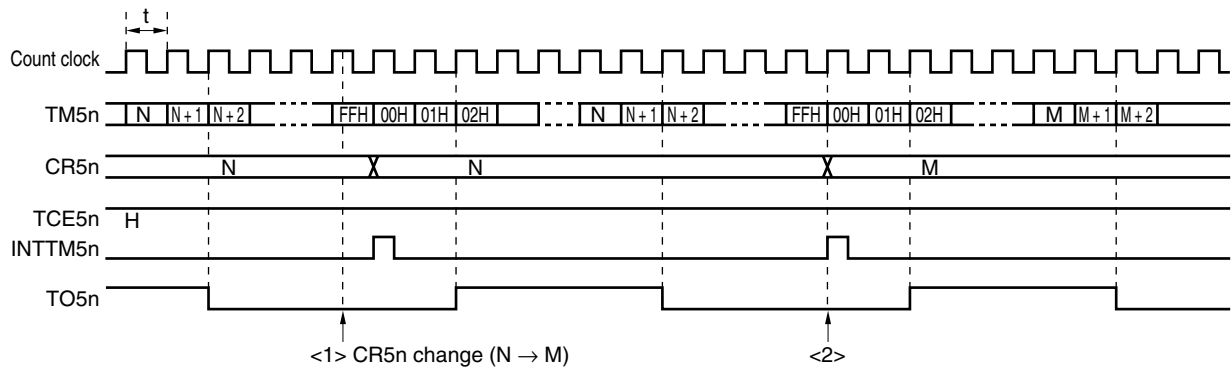 t
Count clock
TM5n N N + 1 N + 2 FFH 00H 01H 02H N N + 1 N + 2 FFH 00H 01H 02H M M + 1 M + 2
CR5n N N M
TCE5n H
INTTM5n
TO5n
<1> CR5n change (N → M) <2>